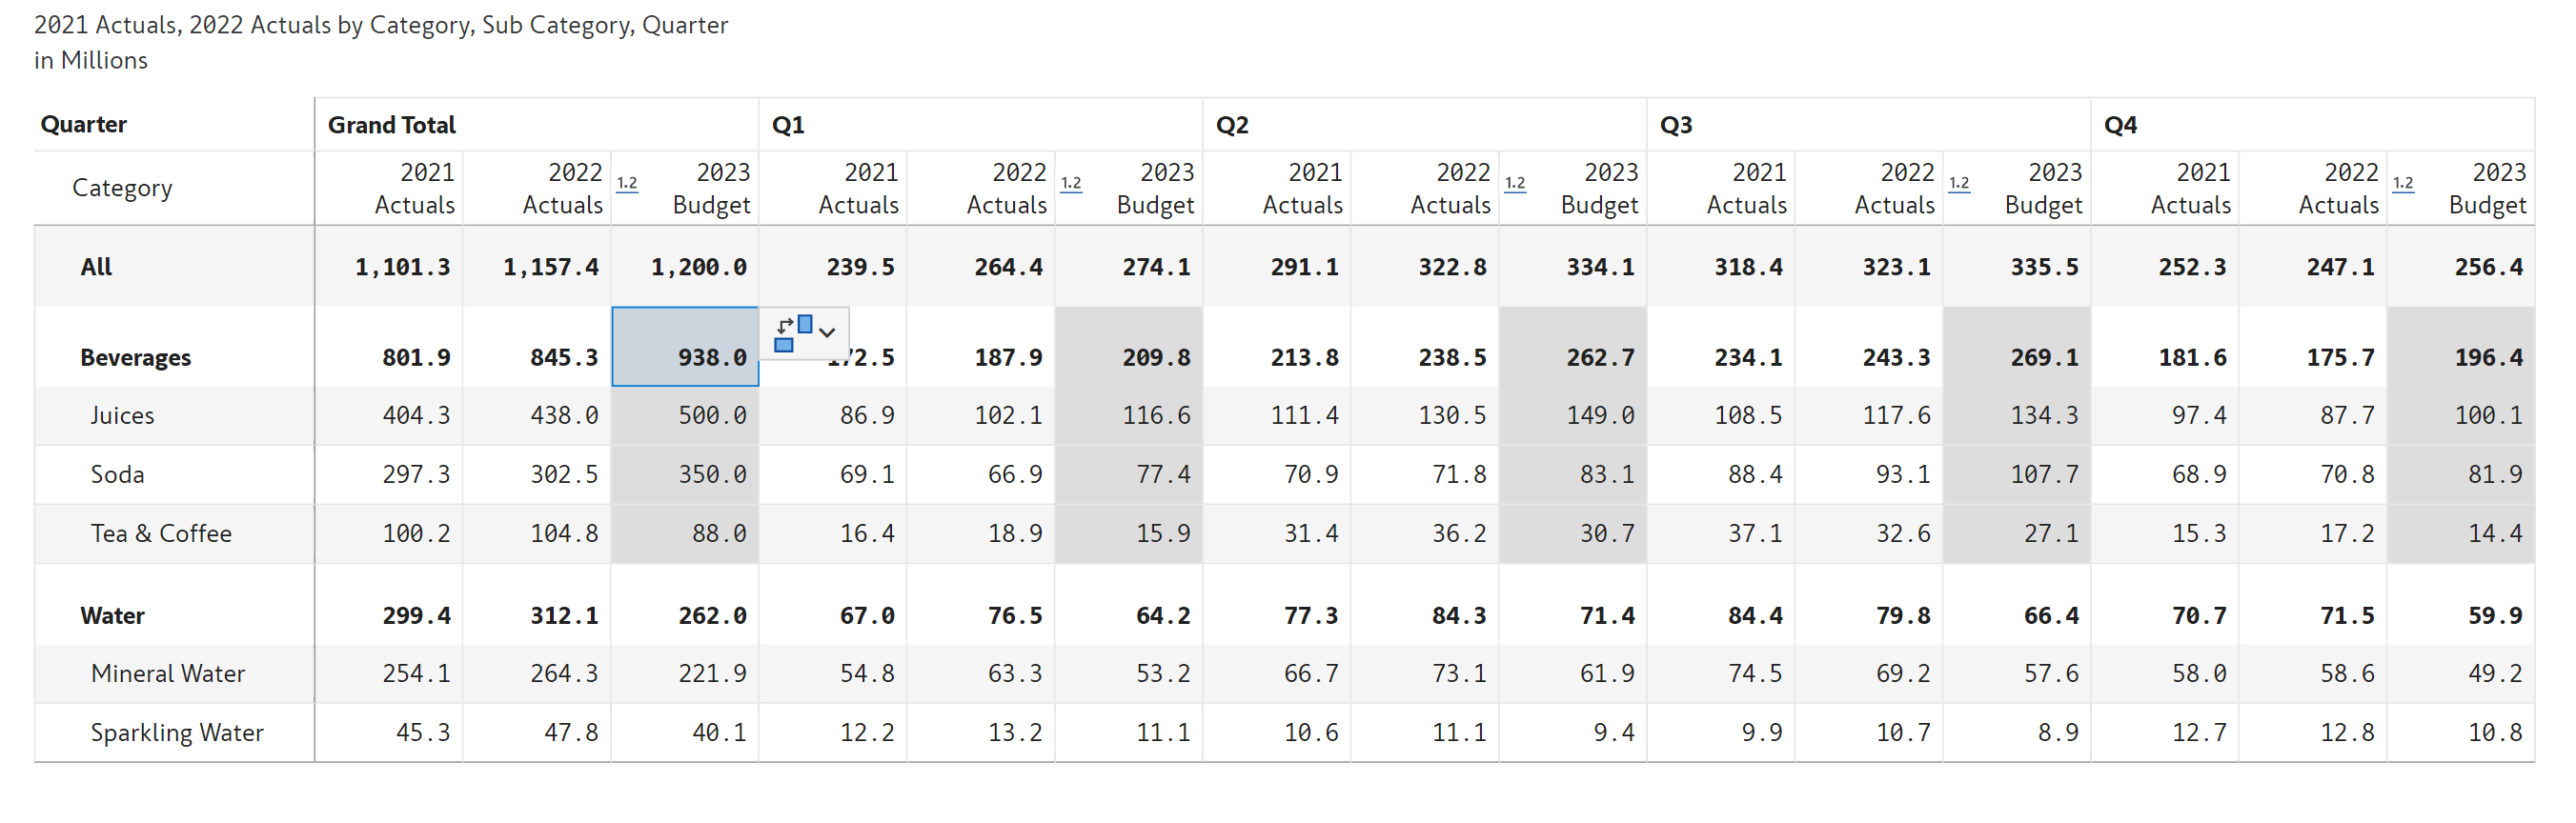 2021 Actuals, 2022 Actuals by Category, Sub Category, Quarter
in Millions
Quarter Grand Total Q1 Q2 Q3 Q4
Category 2021 Actuals 2022 Actuals 1.2 2023 Budget 2021 Actuals 2022 Actuals 1.2 2023 Budget 2021 Actuals 2022 Actuals 1.2 2023 Budget 2021 Actuals 2022 Actuals 1.2 2023 Budget 2021 Actuals 2022 Actuals 1.2 2023 Budget
All 1,101.3 1,157.4 1,200.0 239.5 264.4 274.1 291.1 322.8 334.1 318.4 323.1 335.5 252.3 247.1 256.4
Beverages 801.9 845.3 938.0 172.5 187.9 209.8 213.8 238.5 262.7 234.1 243.3 269.1 181.6 175.7 196.4
Juices 404.3 438.0 500.0 86.9 102.1 116.6 111.4 130.5 149.0 108.5 117.6 134.3 97.4 87.7 100.1
Soda 297.3 302.5 350.0 69.1 66.9 77.4 70.9 71.8 83.1 88.4 93.1 107.7 68.9 70.8 81.9
Tea & Coffee 100.2 104.8 88.0 16.4 18.9 15.9 31.4 36.2 30.7 37.1 32.6 27.1 15.3 17.2 14.4
Water 299.4 312.1 262.0 67.0 76.5 64.2 77.3 84.3 71.4 84.4 79.8 66.4 70.7 71.5 59.9
Mineral Water 254.1 264.3 221.9 54.8 63.3 53.2 66.7 73.1 61.9 74.5 69.2 57.6 58.0 58.6 49.2
Sparkling Water 45.3 47.8 40.1 12.2 13.2 11.1 10.6 11.1 9.4 9.9 10.7 8.9 12.7 12.8 10.8